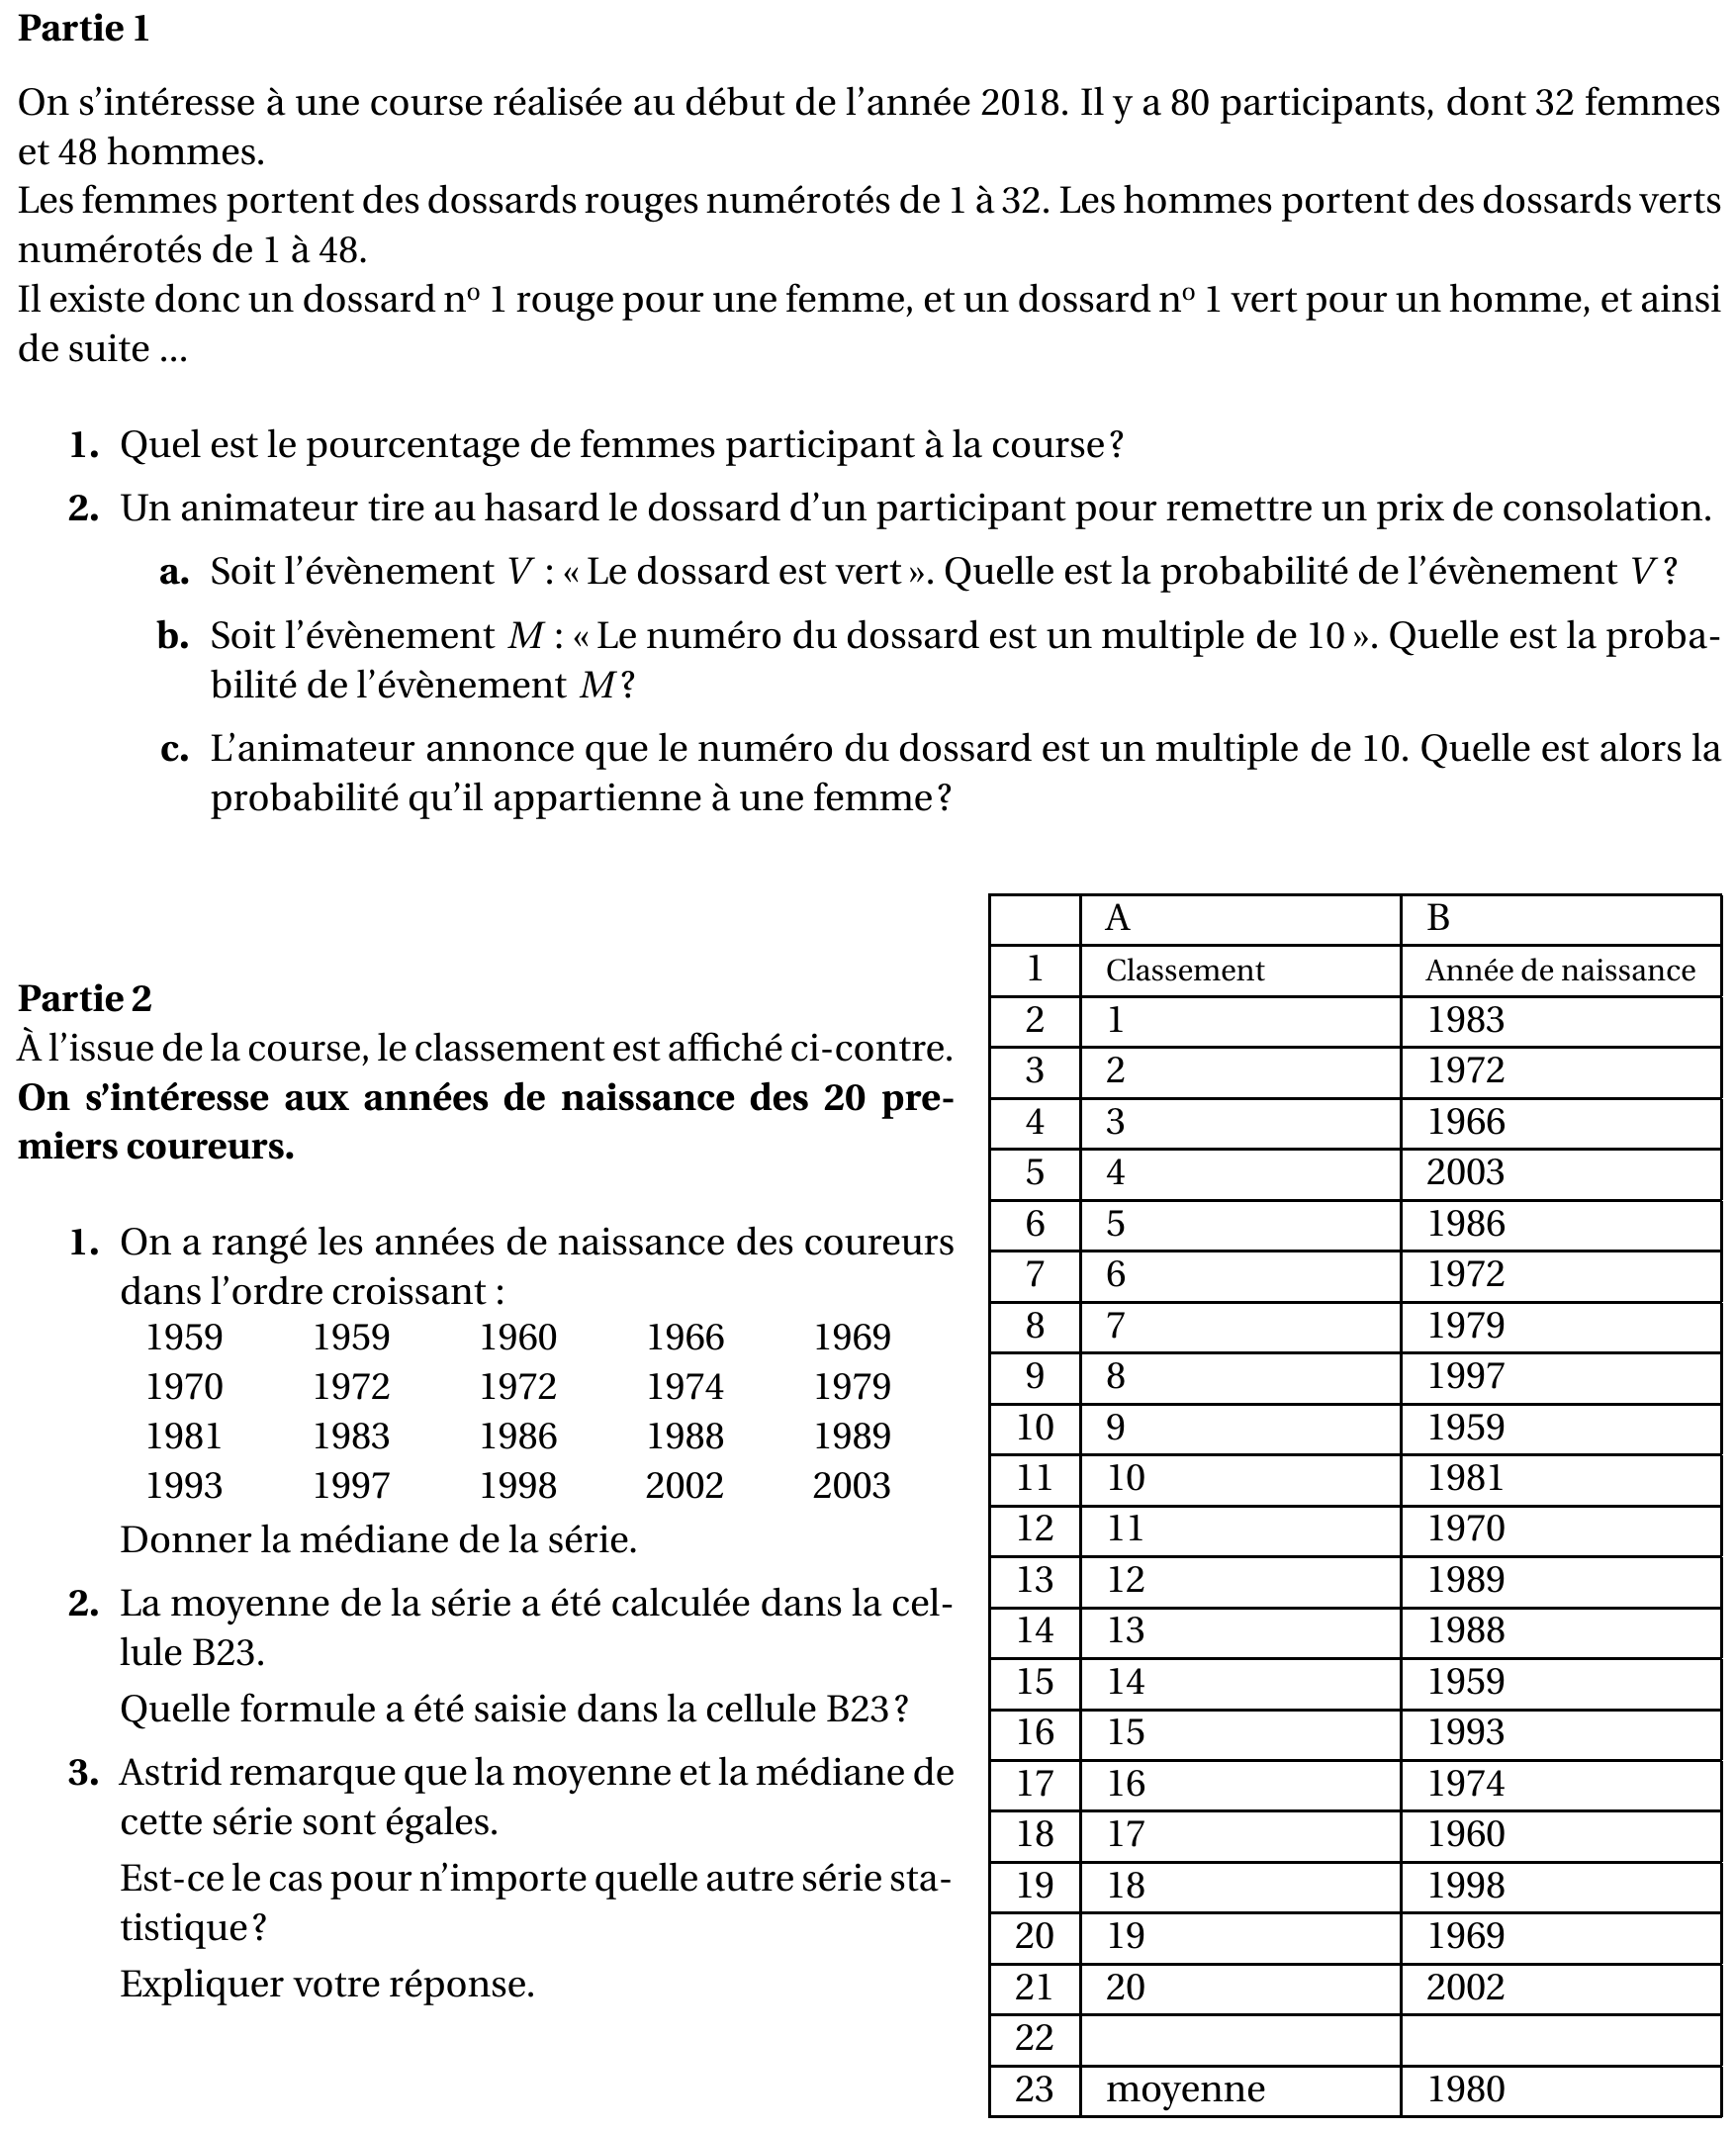 Partie 1
On s'intéresse à une course réalisée au début de l'année 2018. Il y a 80 participants, dont 32 femmes
et 48 hommes.
Les femmes portent des dossards rouges numérotés de 1 à 32. Les hommes portent des dossards verts
numérotés de 1 à 48.
Il existe donc un dossard nº 1 rouge pour une femme, et un dossard nº 1 vert pour un homme, et ainsi
de suite ...
1. Quel est le pourcentage de femmes participant à la course ?
2. Un animateur tire au hasard le dossard d'un participant pour remettre un prix de consolation.
a. Soit l'évènement V : « Le dossard est vert ». Quelle est la probabilité de l'évènement V ?
b. Soit l'évènement M : « Le numéro du dossard est un multiple de 10 ». Quelle est la proba-
bilité de l'évènement M ?
c. L'animateur annonce que le numéro du dossard est un multiple de 10. Quelle est alors la
probabilité qu'il appartienne à une femme ?
Partie 2
À l'issue de la course, le classement est affiché ci-contre.
On s'intéresse aux années de naissance des 20 pre-
miers coureurs.
1. On a rangé les années de naissance des coureurs
dans l'ordre croissant :
1959 1959 1960 1966 1969
1970 1972 1972 1974 1979
1981 1983 1986 1988 1989
1993 1997 1998 2002 2003
Donner la médiane de la série.
2. La moyenne de la série a été calculée dans la cel-
lule B23.
Quelle formule a été saisie dans la cellule B23 ?
3. Astrid remarque que la moyenne et la médiane de
cette série sont égales.
Est-ce le cas pour n'importe quelle autre série sta-
tistique ?
Expliquer votre réponse.
A B
1 Classement Année de naissance
2 1 1983
3 2 1972
4 3 1966
5 4 2003
6 5 1986
7 6 1972
8 7 1979
9 8 1997
10 9 1959
11 10 1981
12 11 1970
13 12 1989
14 13 1988
15 14 1959
16 15 1993
17 16 1974
18 17 1960
19 18 1998
20 19 1969
21 20 2002
22
23 moyenne 1980